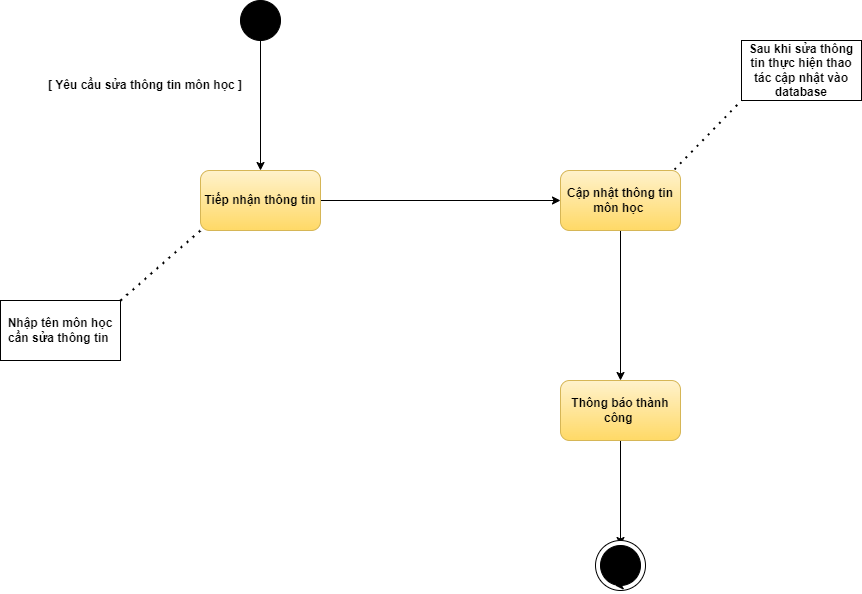 Sau khi sửa thông
tin thực hiện thao
tác cập nhật vào
database
[ Yêu cầu sửa thông tin môn học ]
Tiếp nhận thông tin
Cập nhật thông tin
môn học
Nhập tên môn học
cần sửa thông tin
Thông báo thành
công